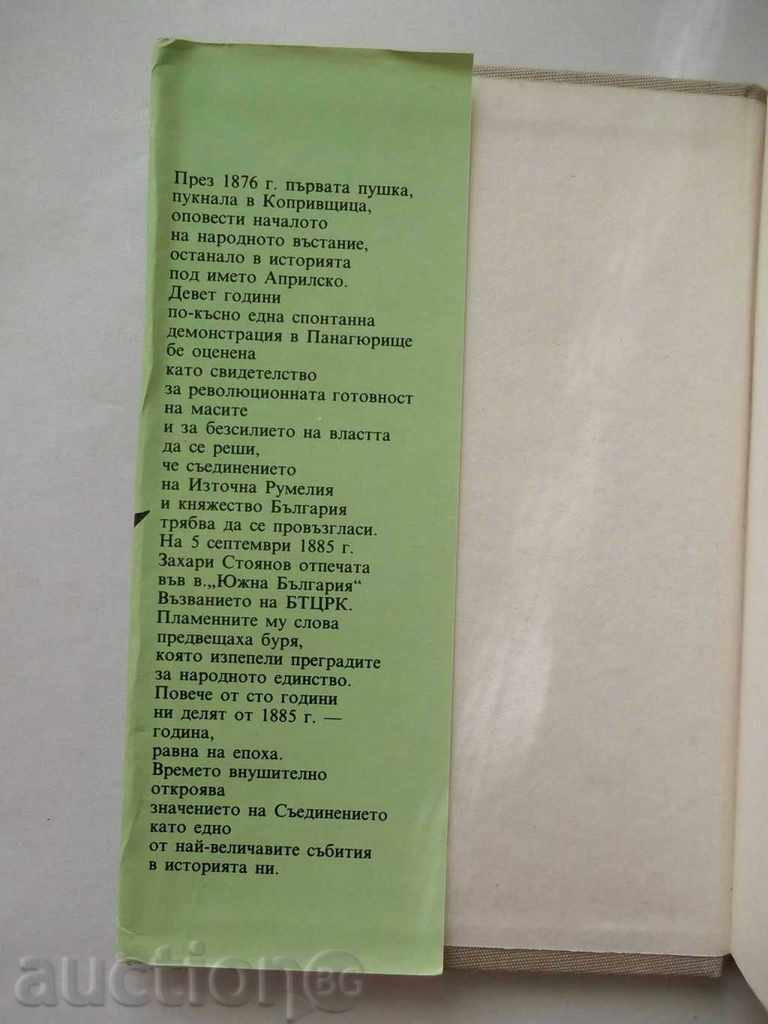 През 1876 г. първата пушка,
пукнала в Копривщица,
оповести началото
на народното въстание,
останало в историята
под името Априлско.
Девет години
по-късно една спонтанна
демонстрация в Панагюрище
бе оценена
като свидетелство
за революционната готовност
на масите
и за безсилието на властта
да се реши,
че съединението
на Източна Румелия
и княжество България
трябва да се провъзгласи.
На 5 септември 1885 г.
Захари Стоянов отпечата
във в.„Южна България“
Възванието на БТЦРК.
Пламенните му слова
предвещаха буря,
която изпепели преградите
за народното единство.
Повече от сто години
ни делят от 1885 г. —
година,
равна на епоха.
Времето внушително
откроява
значението на Съединението
като едно
от най-величавите събития
в историята ни.
auctionBG